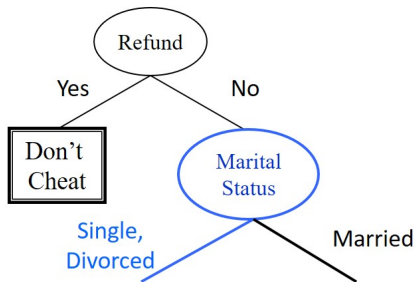 Refund
Yes
No
Don’t
Cheat
Marital
Status
Single,
Divorced
Married